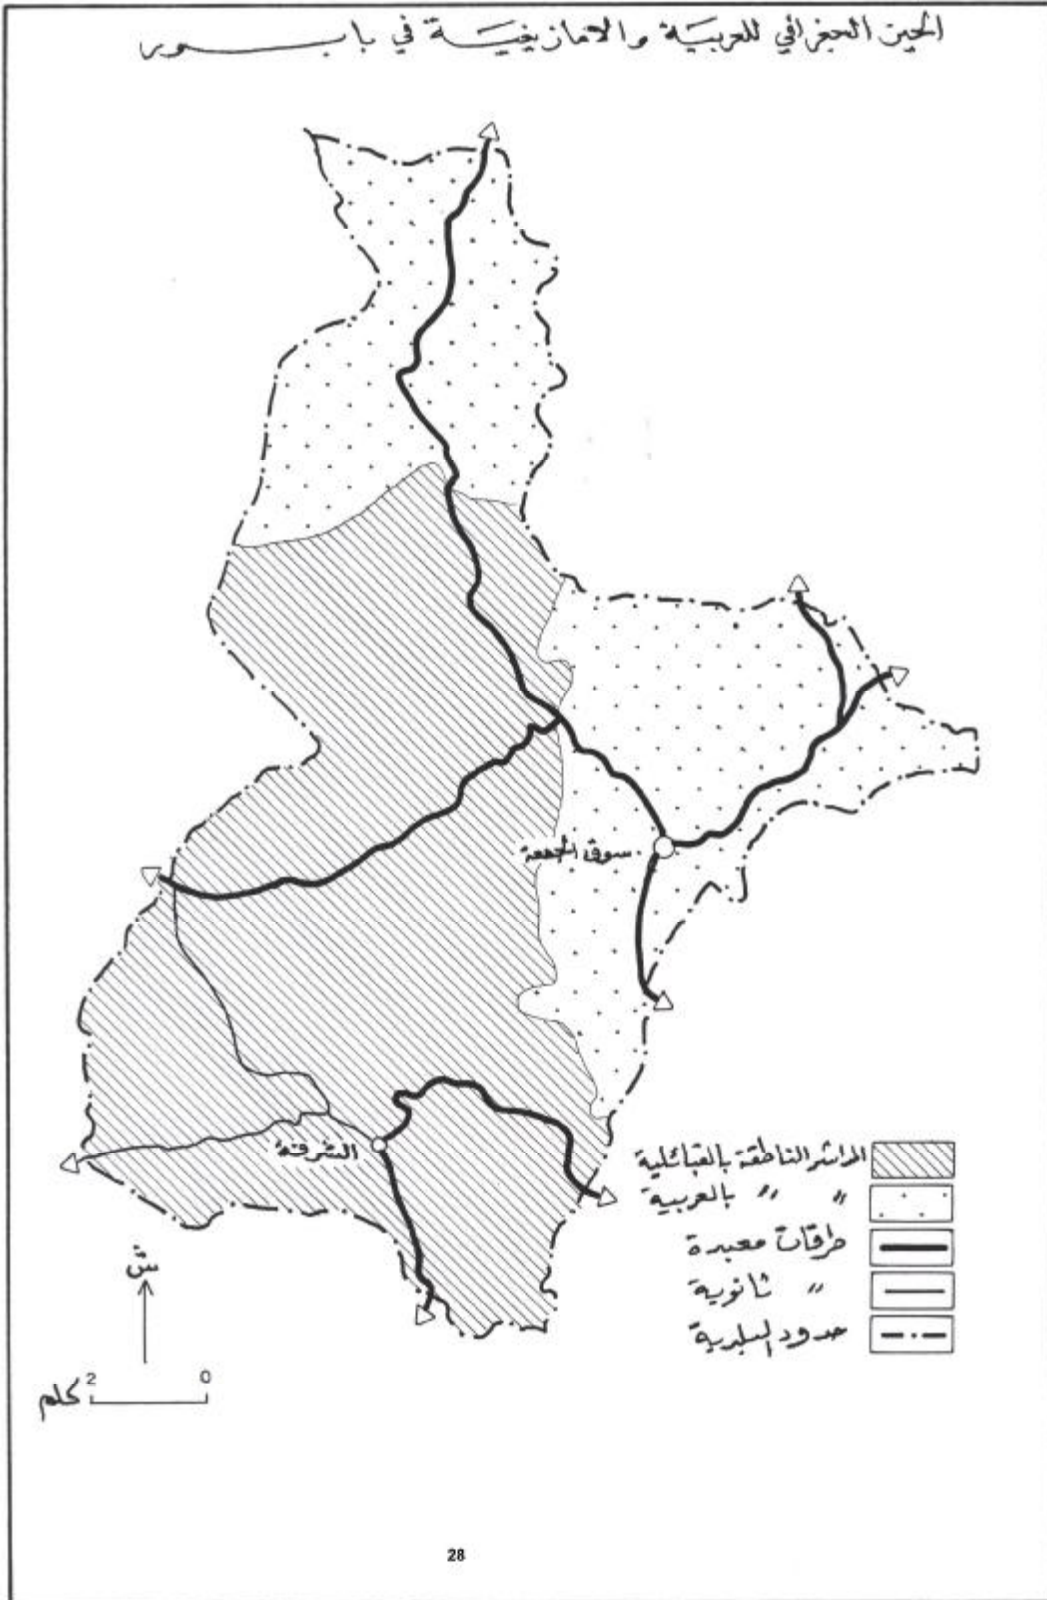 الحيز الجغرافي للعربية والامازيغية في بابور
سوق الجمعة
الشرفة
المداشر الناطقة بالقبائلية
〃 〃 بالعربية
طرقات معبدة
〃 ثانوية
حدود البلدية
ش
كلم 2 0
28